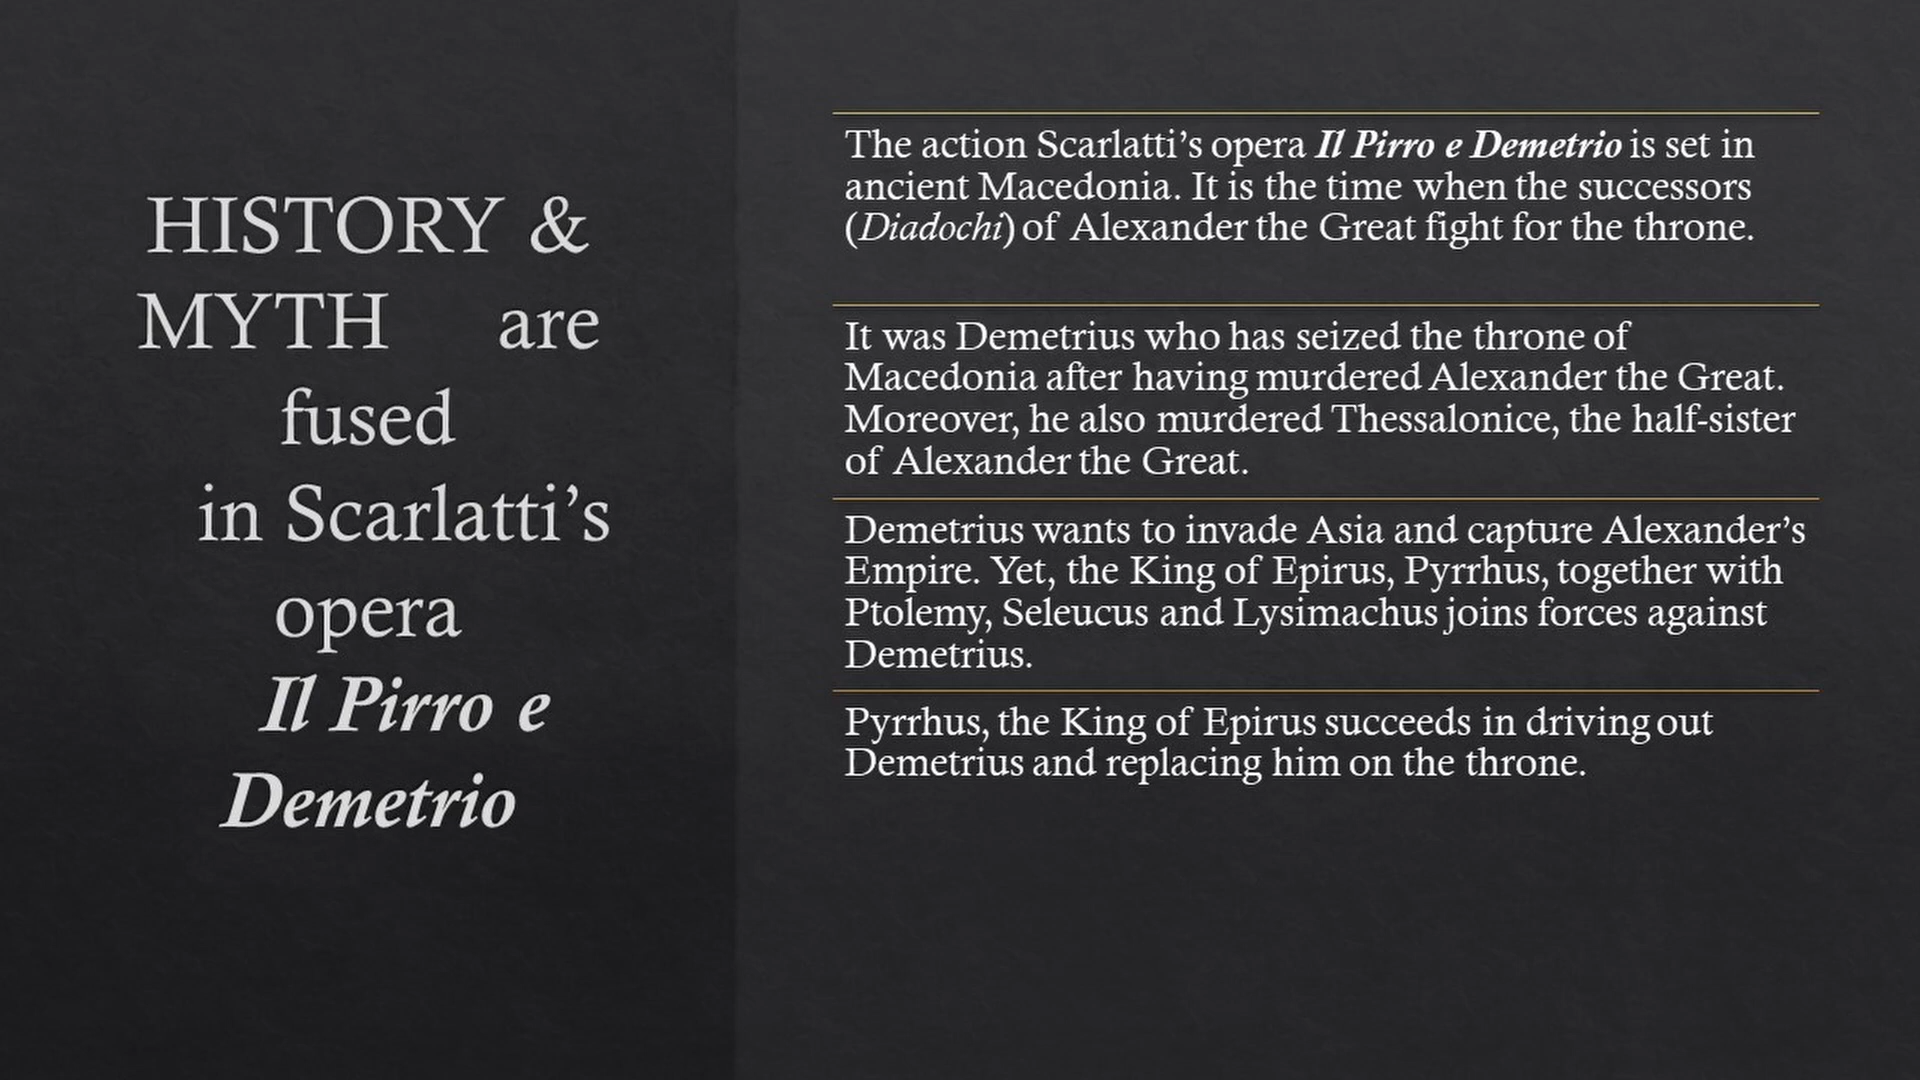 HISTORY &
MYTH are
fused
in Scarlatti’s
opera
Il Pirro e
Demetrio
The action Scarlatti’s opera Il Pirro e Demetrio is set in
ancient Macedonia. It is the time when the successors
(Diadochi) of Alexander the Great fight for the throne.
It was Demetrius who has seized the throne of
Macedonia after having murdered Alexander the Great.
Moreover, he also murdered Thessalonice, the half-sister
of Alexander the Great.
Demetrius wants to invade Asia and capture Alexander’s
Empire. Yet, the King of Epirus, Pyrrhus, together with
Ptolemy, Seleucus and Lysimachus joins forces against
Demetrius.
Pyrrhus, the King of Epirus succeeds in driving out
Demetrius and replacing him on the throne.